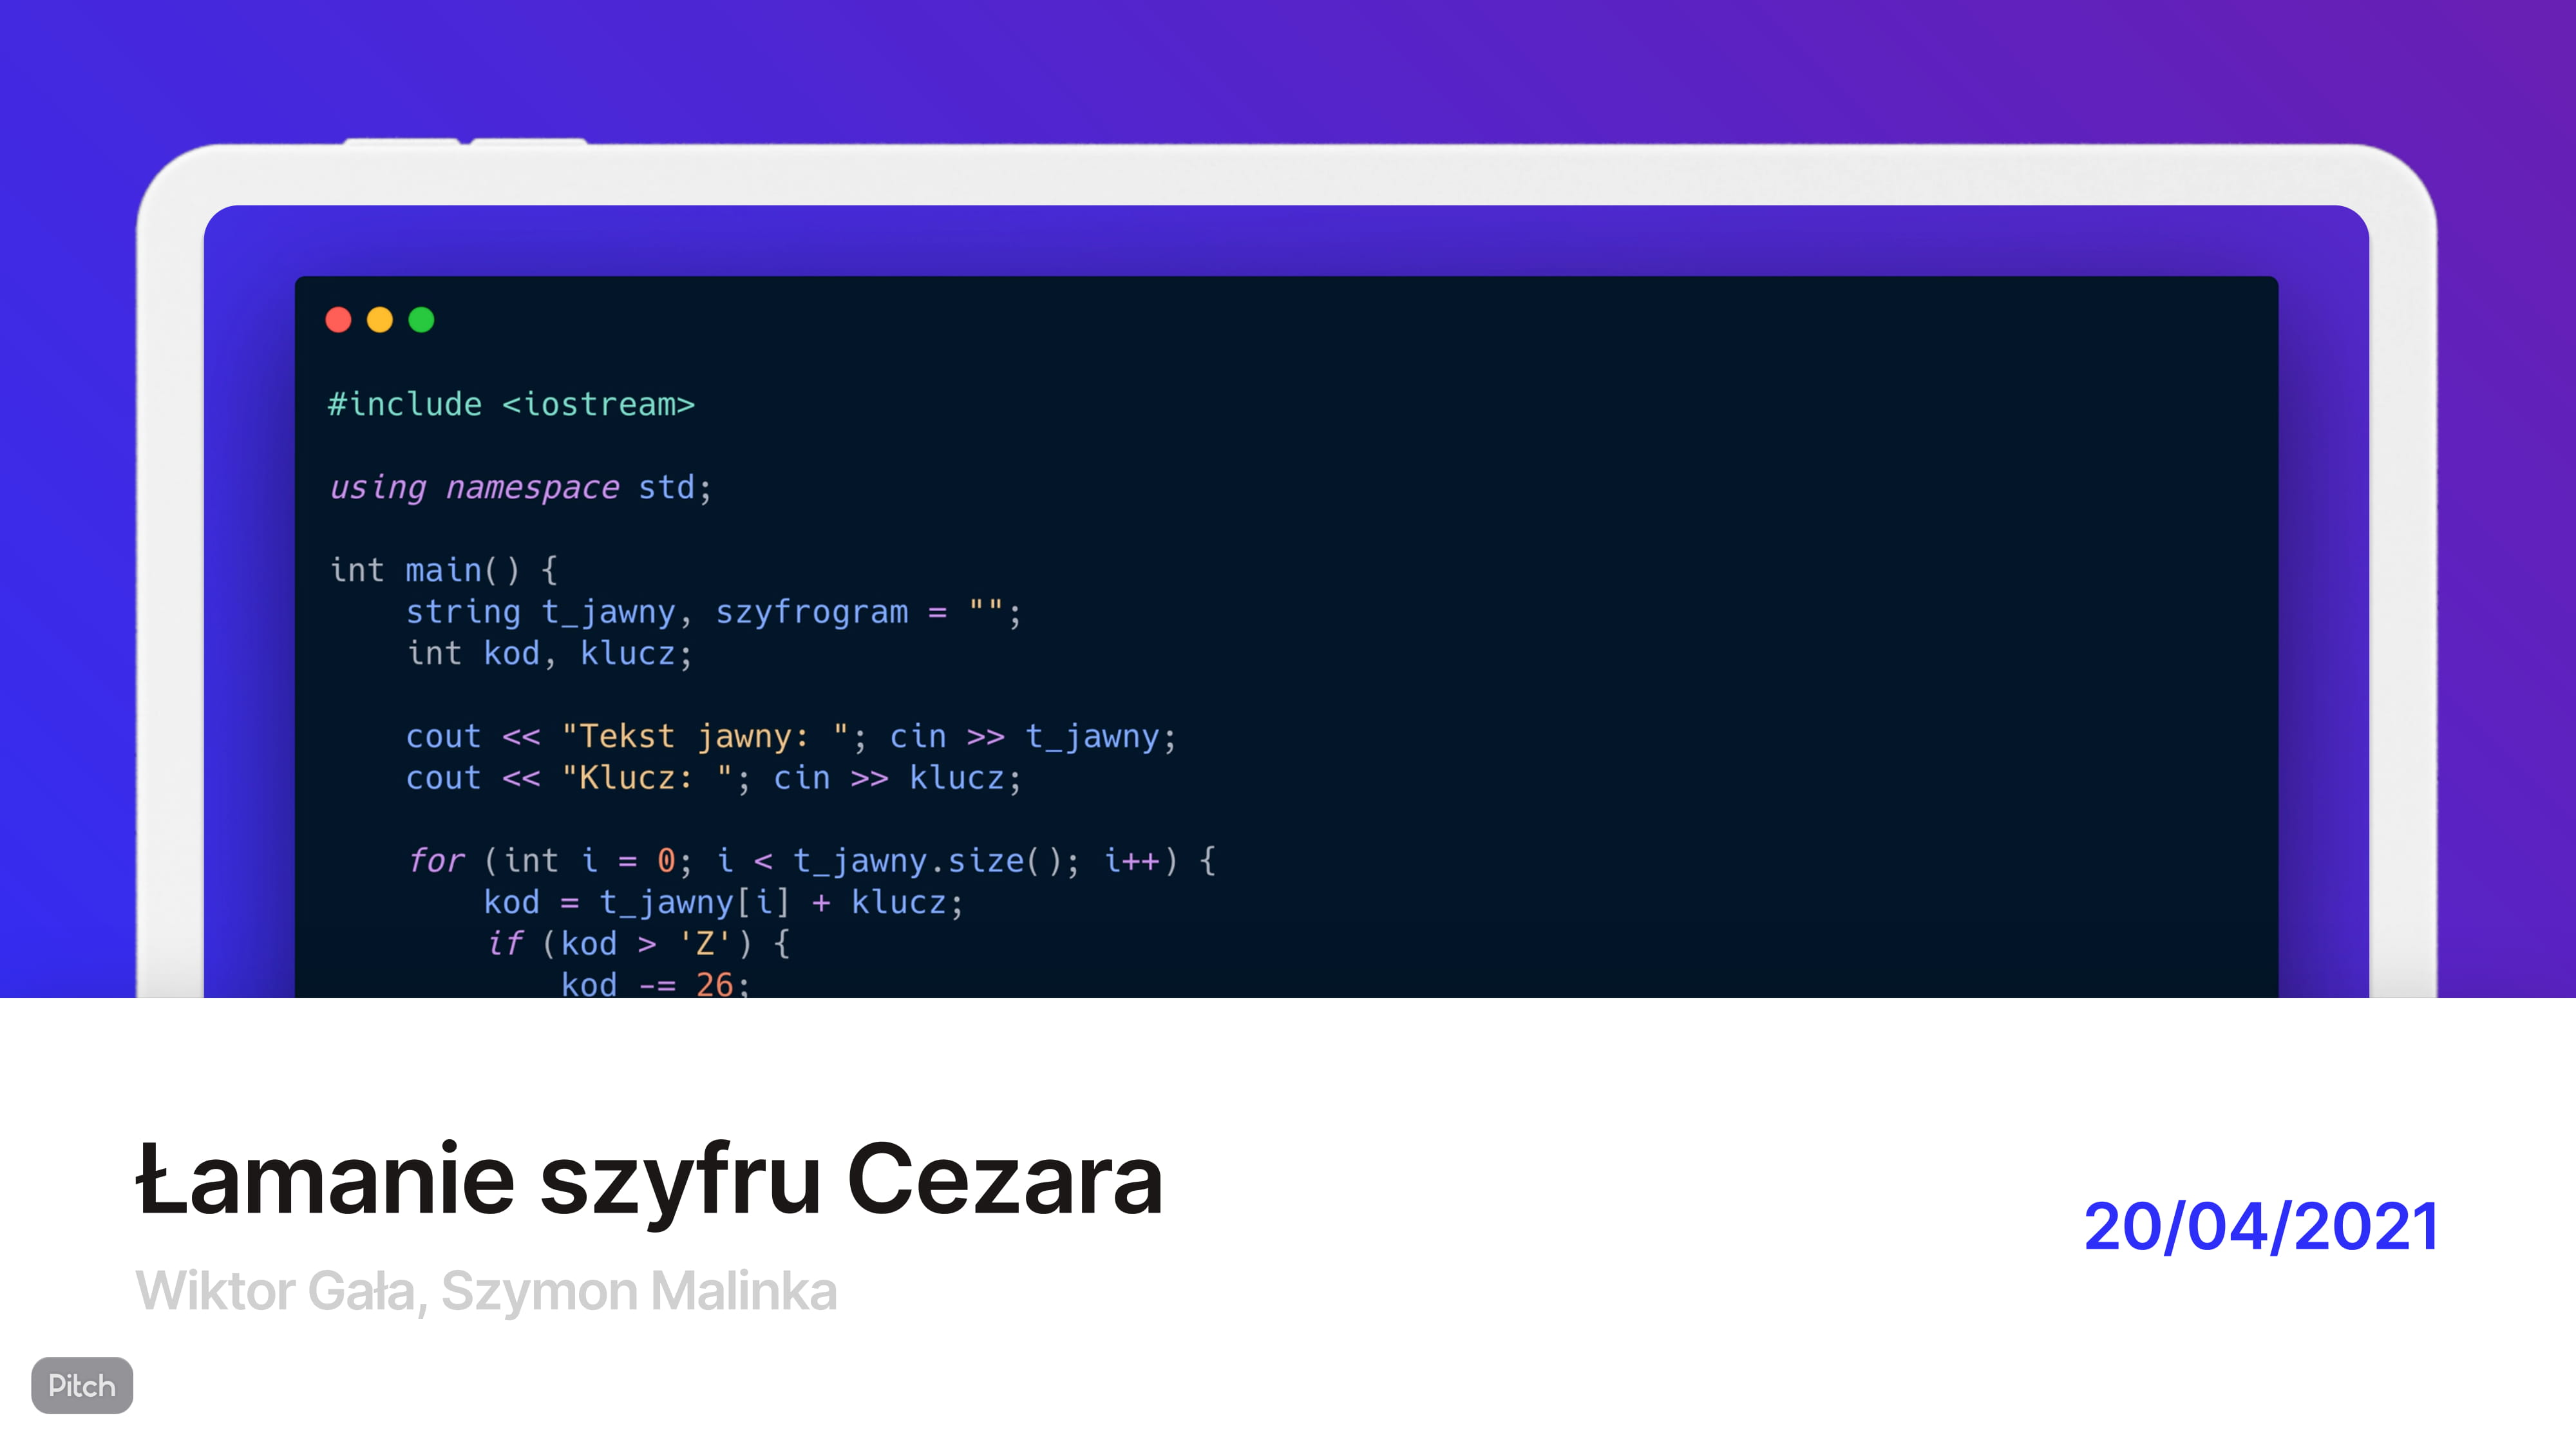 #include <iostream>
using namespace std;
int main() {
    string t_jawny, szyfrogram = "";
    int kod, klucz;
    cout << "Tekst jawny: "; cin >> t_jawny;
    cout << "Klucz: "; cin >> klucz;
    for (int i = 0; i < t_jawny.size(); i++) {
        kod = t_jawny[i] + klucz;
        if (kod > 'Z') {
            kod -= 26;
Łamanie szyfru Cezara
20/04/2021
Wiktor Gała, Szymon Malinka
Pitch